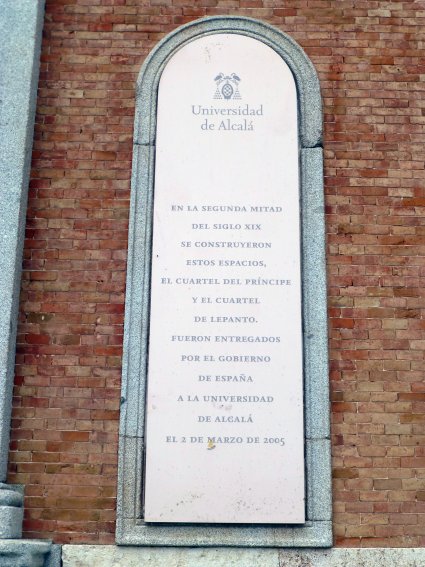 Universidad
de Alcalá
EN LA SEGUNDA MITAD
DEL SIGLO XIX
SE CONSTRUYERON
ESTOS ESPACIOS,
EL CUARTEL DEL PRÍNCIPE
Y EL CUARTEL
DE LEPANTO.
FUERON ENTREGADOS
POR EL GOBIERNO
DE ESPAÑA
A LA UNIVERSIDAD
DE ALCALÁ
EL 2 DE MARZO DE 2005